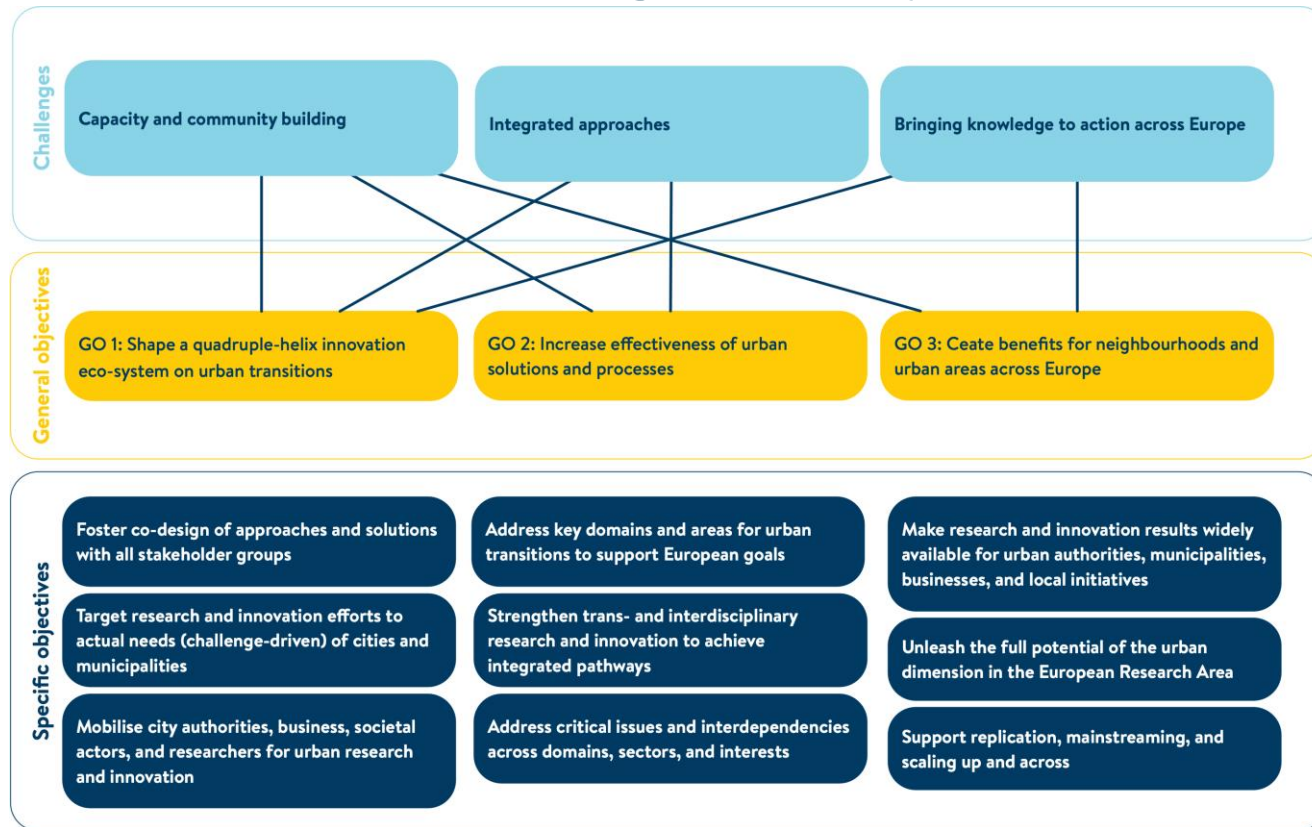 Challenges
Capacity and community building
Integrated approaches
Bringing knowledge to action across Europe
General objectives
GO 1: Shape a quadruple-helix innovation
eco-system on urban transitions
GO 2: Increase effectiveness of urban
solutions and processes
GO 3: Ceate benefits for neighbourhoods and
urban areas across Europe
Specific objectives
Foster co-design of approaches and solutions
with all stakeholder groups
Address key domains and areas for urban
transitions to support European goals
Make research and innovation results widely
available for urban authorities, municipalities,
businesses, and local initiatives
Target research and innovation efforts to
actual needs (challenge-driven) of cities and
municipalities
Strengthen trans- and interdisciplinary
research and innovation to achieve
integrated pathways
Unleash the full potential of the urban
dimension in the European Research Area
Mobilise city authorities, business, societal
actors, and researchers for urban research
and innovation
Address critical issues and interdependencies
across domains, sectors, and interests
Support replication, mainstreaming, and
scaling up and across